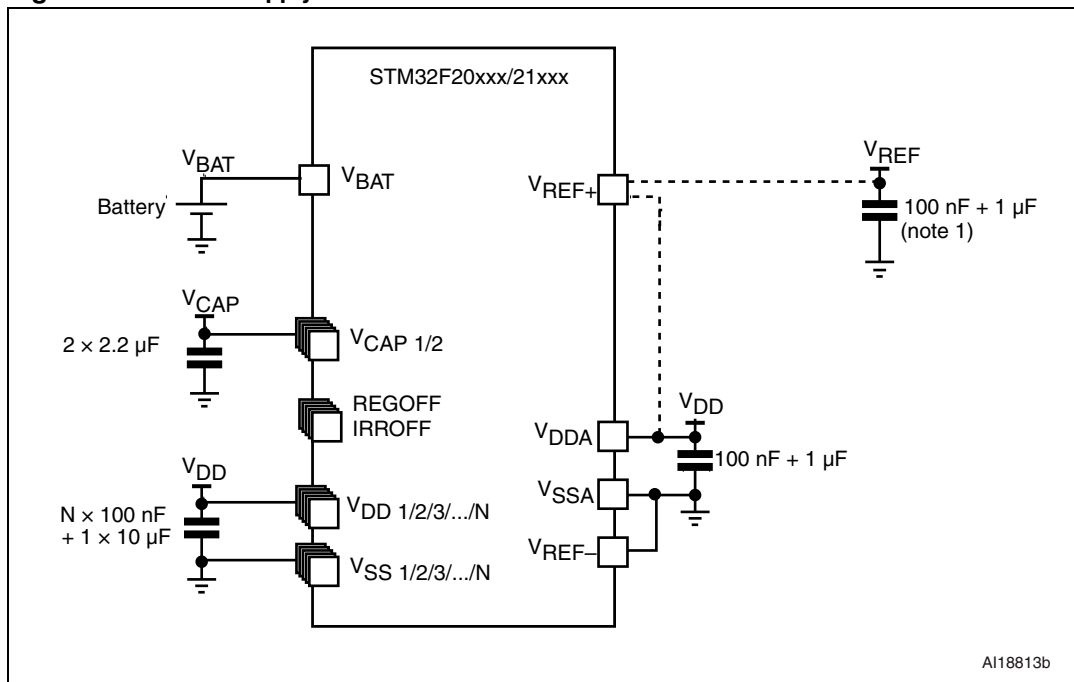 STM32F20xxx/21xxx
VBAT
Battery
VBAT
VREF+
VREF
100 nF + 1 µF
(note 1)
VCAP
2 × 2.2 µF
VCAP 1/2
REGOFF
IRROFF
VDD
N × 100 nF
+ 1 × 10 µF
VDD 1/2/3/.../N
VSS 1/2/3/.../N
VDD
VDDA
100 nF + 1 µF
VSSA
VREF–
AI18813b